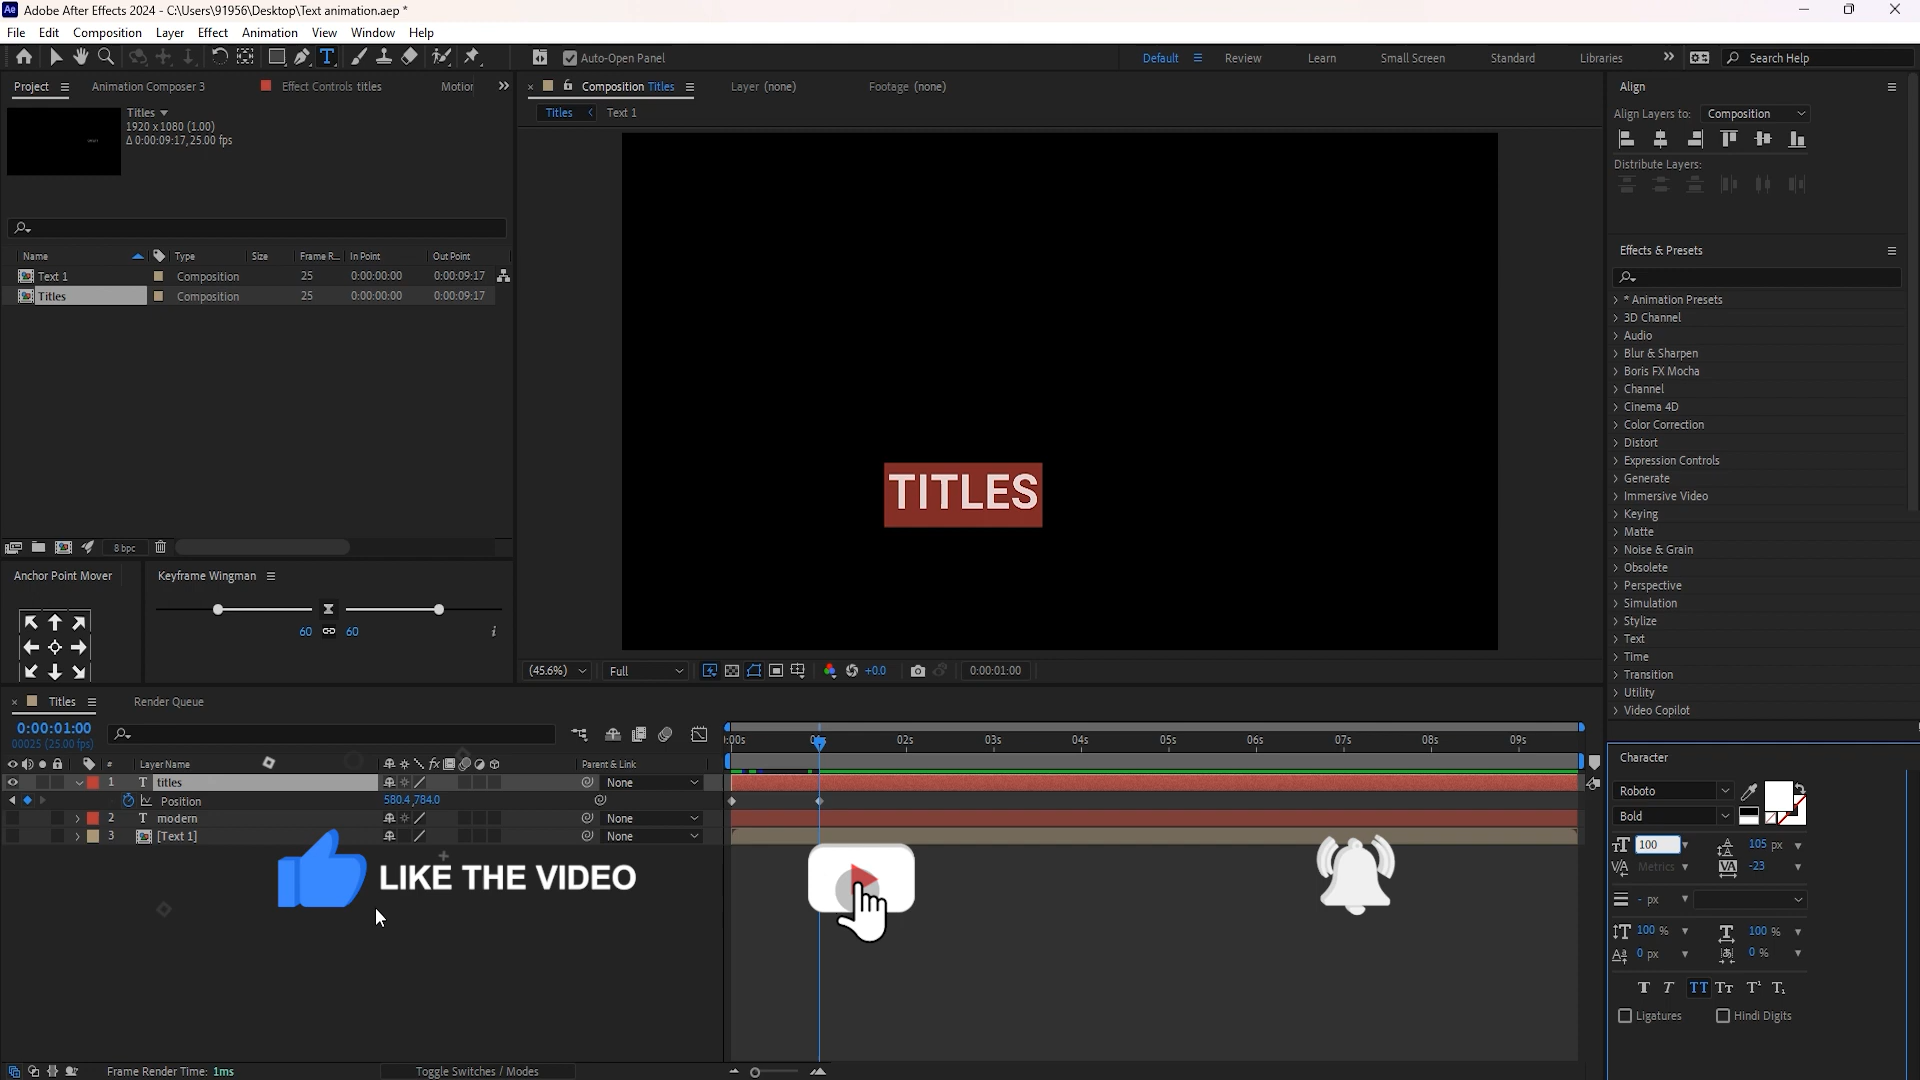 Adobe After Effects 2024 - C:\Users\91956\Desktop\Text animation.aep *
File Edit Composition Layer Effect Animation View Window Help
Auto-Open Panel Default Review Learn Small Screen Standard Libraries Search Help
Project Animation Composer 3 Effect Controls titles Motion
Composition Titles Layer (none) Footage (none)
Align
Titles
1920 x 1080 (1.00)
Δ 0:00:09:17, 25.00 fps
Titles Text 1
Align Layers to: Composition
Distribute Layers:
Name Type Size Frame R... In Point Out Point
Text 1 Composition 25 0:00:00:00 0:00:09:17
Titles Composition 25 0:00:00:00 0:00:09:17
Effects & Presets
* Animation Presets
3D Channel
Audio
Blur & Sharpen
Boris FX Mocha
Channel
Cinema 4D
Color Correction
Distort
Expression Controls
Generate
Immersive Video
Keying
Matte
Noise & Grain
Obsolete
Perspective
Simulation
Stylize
Text
Time
Transition
Utility
Video Copilot
TITLES
8 bpc
Anchor Point Mover Keyframe Wingman
60 60
(45.6%) Full +0.0 0:00:01:00
Titles Render Queue
0:00:01:00
00025 (25.00 fps)
:00s 01s 02s 03s 04s 05s 06s 07s 08s 09s
# Layer Name Parent & Link
1 T titles None
Position 580.4, 784.0
2 T modern None
3 [Text 1] None
LIKE THE VIDEO
Character
Roboto
Bold
100 105 px
Metrics -23
- px
100 % 100 %
0 px 0 %
T T TT Tт T¹ T₁
Ligatures Hindi Digits
Frame Render Time: 1ms Toggle Switches / Modes